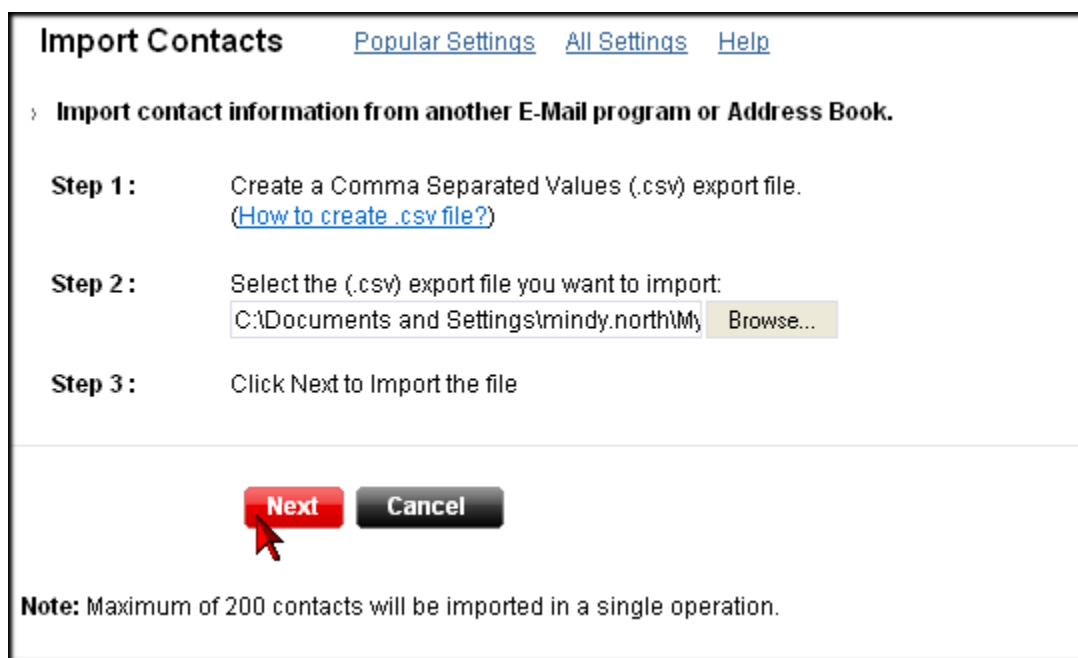 Import Contacts Popular Settings All Settings Help
Import contact information from another E-Mail program or Address Book.
Step 1: Create a Comma Separated Values (.csv) export file.
(How to create .csv file?)
Step 2: Select the (.csv) export file you want to import:
C:\Documents and Settings\mindy.north\My Browse...
Step 3: Click Next to Import the file
Next Cancel
Note: Maximum of 200 contacts will be imported in a single operation.